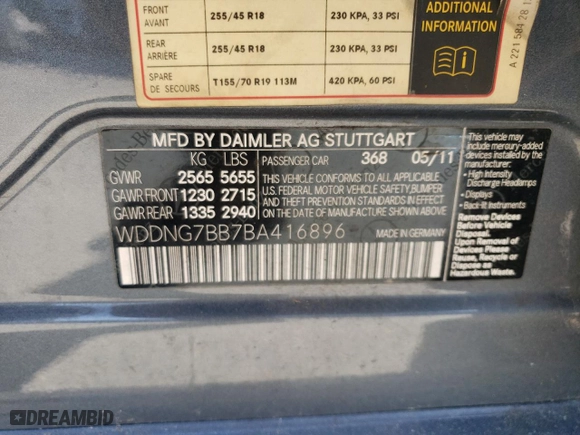 FRONT
AVANT
255/45 R18
230 KPA, 33 PSI
REAR
ARRIÈRE
255/45 R18
230 KPA, 33 PSI
SPARE
DE SECOURS
T155/70 R19 113M
420 KPA, 60 PSI
ADDITIONAL
INFORMATION
A 221 584 28 1
MFD BY DAIMLER AG STUTTGART
KG LBS PASSENGER CAR 368 05/11
GVWR 2565 5655
GAWR FRONT 1230 2715
GAWR REAR 1335 2940
THIS VEHICLE CONFORMS TO ALL APPLICABLE
U.S. FEDERAL MOTOR VEHICLE SAFETY, BUMPER
AND THEFT PREVENTION STANDARDS IN
EFFECT ON THE DATE OF MANUFACTURE
SHOWN ABOVE.
WDDNG7BB7BA416896
MADE IN GERMANY
This vehicle may
include mercury-added
devices installed
by the manufacturer:
- High Intensity
Discharge Headlamps
- Displays
- Back-lit Instruments
Remove Devices
Before Vehicle
Disposal.
Upon Removal of
Devices Please
Reuse, Recycle or
Dispose as
Hazardous Waste.
DREAMBID